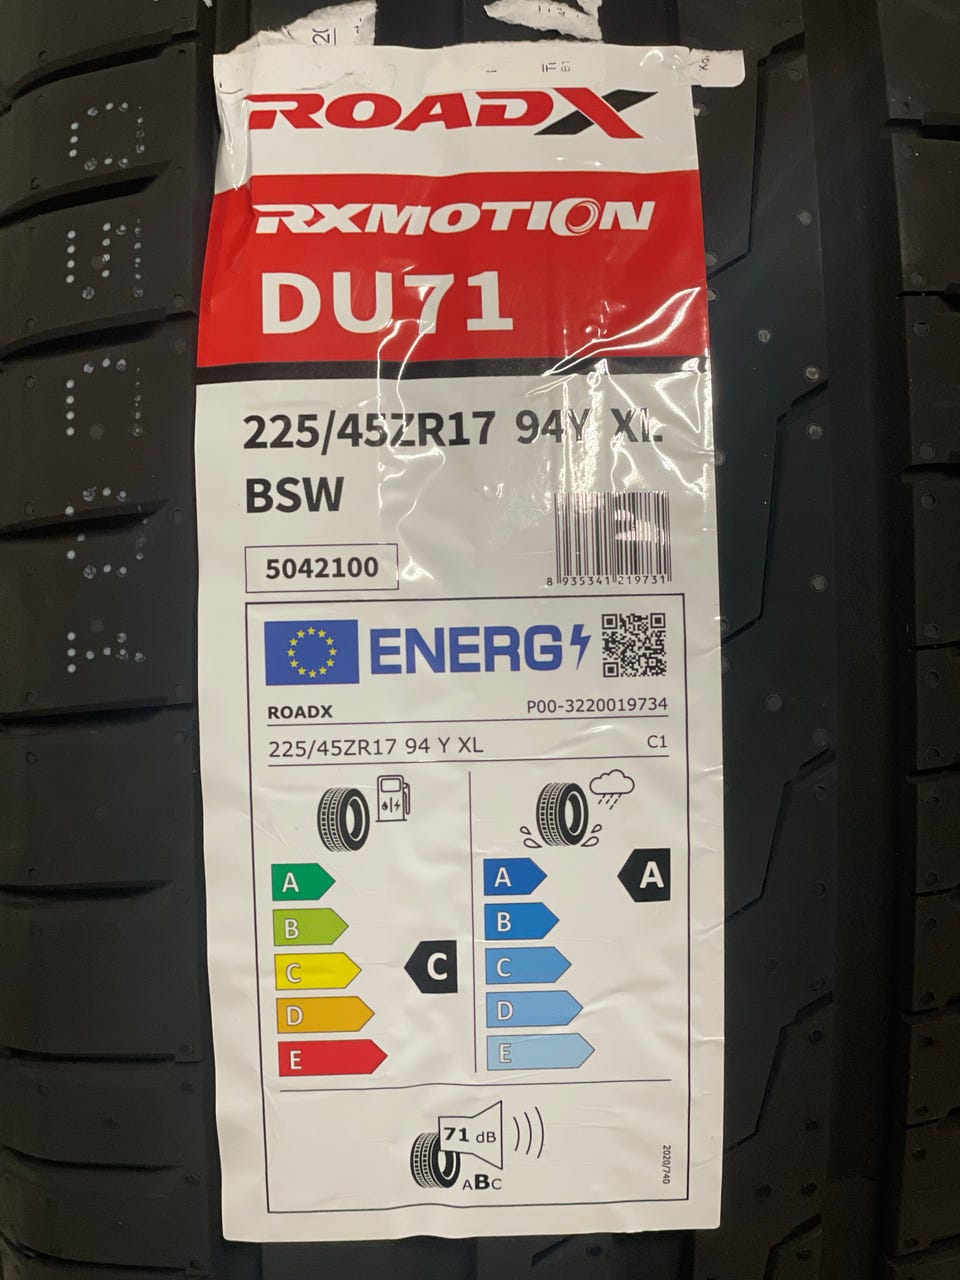 ROADX
RXMOTION
DU71
225/45ZR17 94Y XL
BSW
5042100
8 935341 219731
ENERG
ROADX P00-3220019734
225/45ZR17 94 Y XL C1
A A A
B B
C C C
D D
E E
71 dB
ABC
2020/740